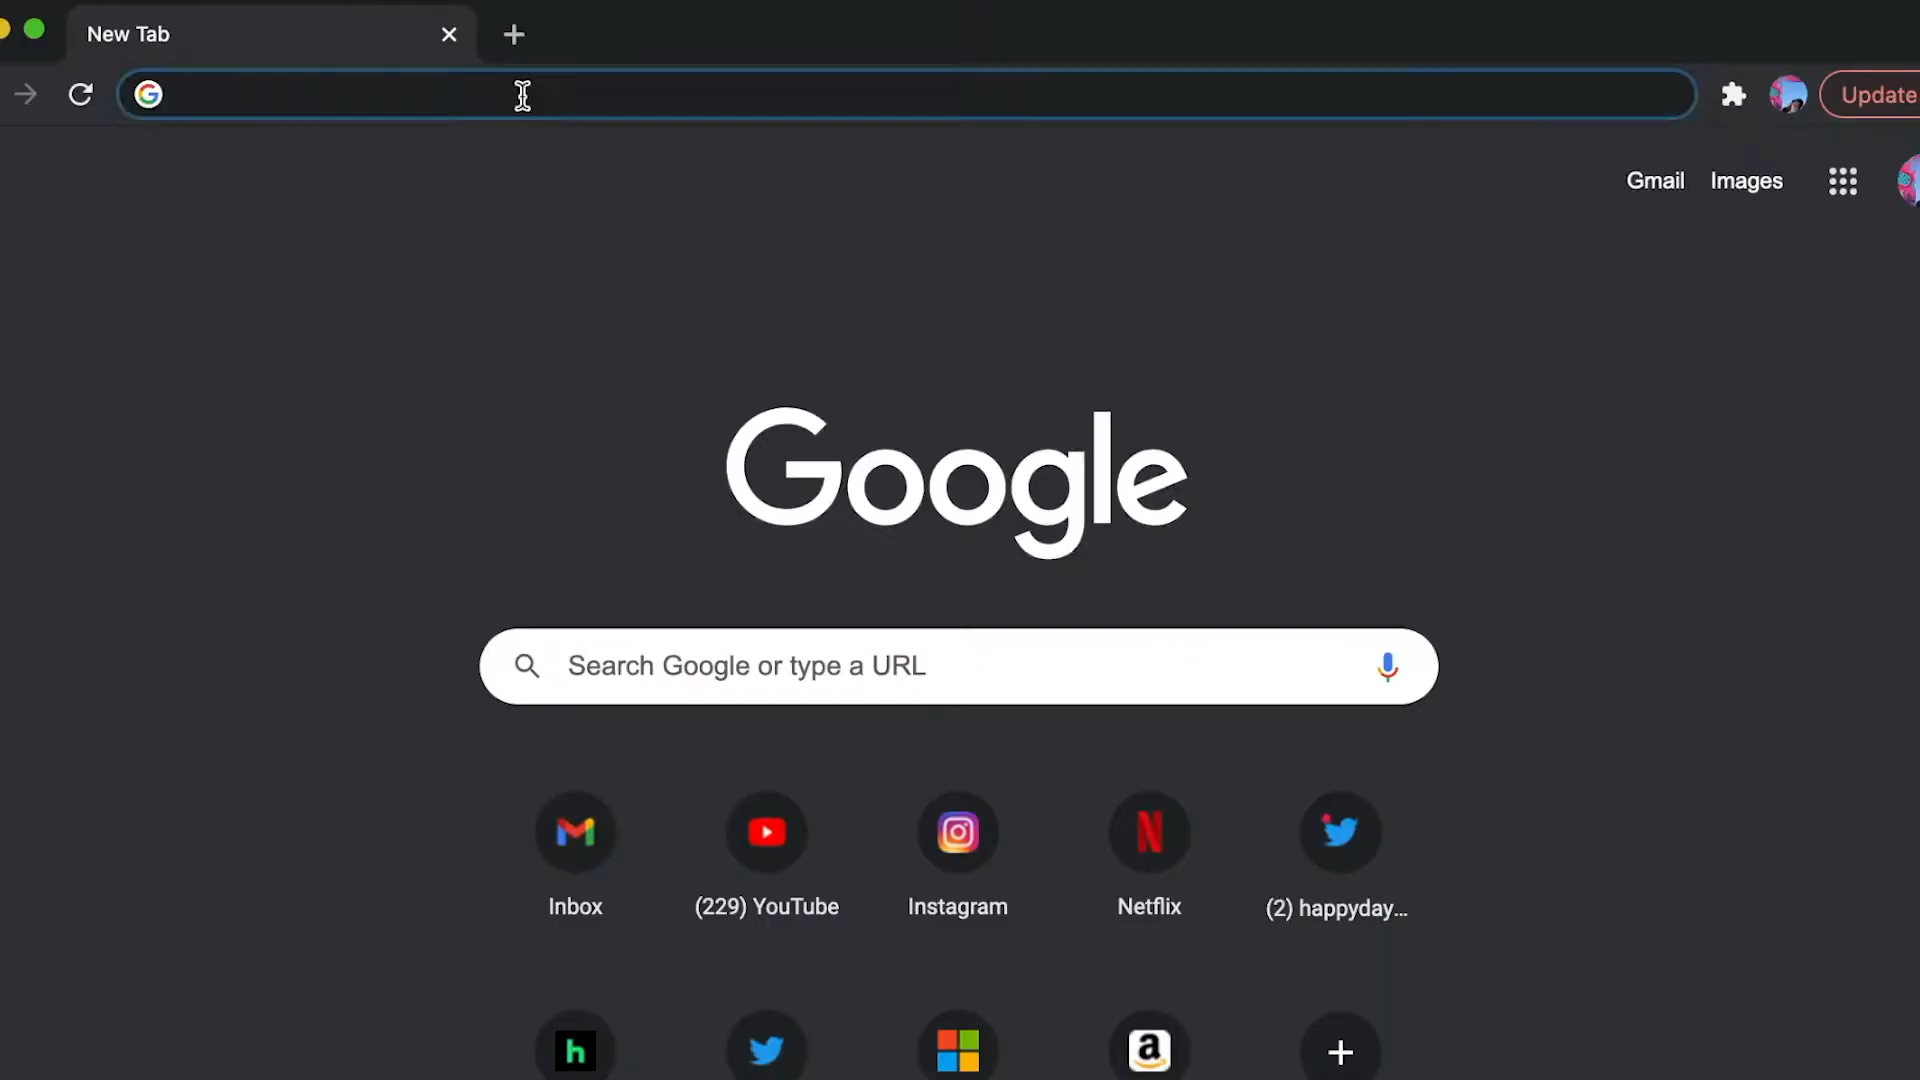 New Tab
Update
Gmail Images
Google
Search Google or type a URL
Inbox
(229) YouTube
Instagram
Netflix
(2) happyday...